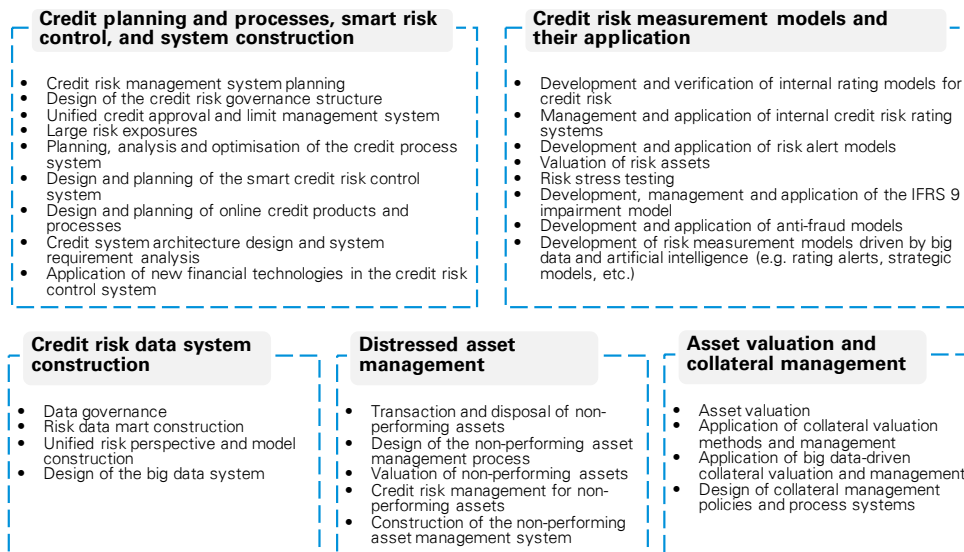 Credit planning and processes, smart risk
control, and system construction
• Credit risk management system planning
• Design of the credit risk governance structure
• Unified credit approval and limit management system
• Large risk exposures
• Planning, analysis and optimisation of the credit process
system
• Design and planning of the smart credit risk control
system
• Design and planning of online credit products and
processes
• Credit system architecture design and system
requirement analysis
• Application of new financial technologies in the credit risk
control system
Credit risk measurement models and
their application
• Development and verification of internal rating models for
credit risk
• Management and application of internal credit risk rating
systems
• Development and application of risk alert models
• Valuation of risk assets
• Risk stress testing
• Development, management and application of the IFRS 9
impairment model
• Development and application of anti-fraud models
• Development of risk measurement models driven by big
data and artificial intelligence (e.g. rating alerts, strategic
models, etc.)
Credit risk data system
construction
• Data governance
• Risk data mart construction
• Unified risk perspective and model
construction
• Design of the big data system
Distressed asset
management
• Transaction and disposal of non-
performing assets
• Design of the non-performing asset
management process
• Valuation of non-performing assets
• Credit risk management for non-
performing assets
• Construction of the non-performing
asset management system
Asset valuation and
collateral management
• Asset valuation
• Application of collateral valuation
methods and management
• Application of big data-driven
collateral valuation and management
• Design of collateral management
policies and process systems